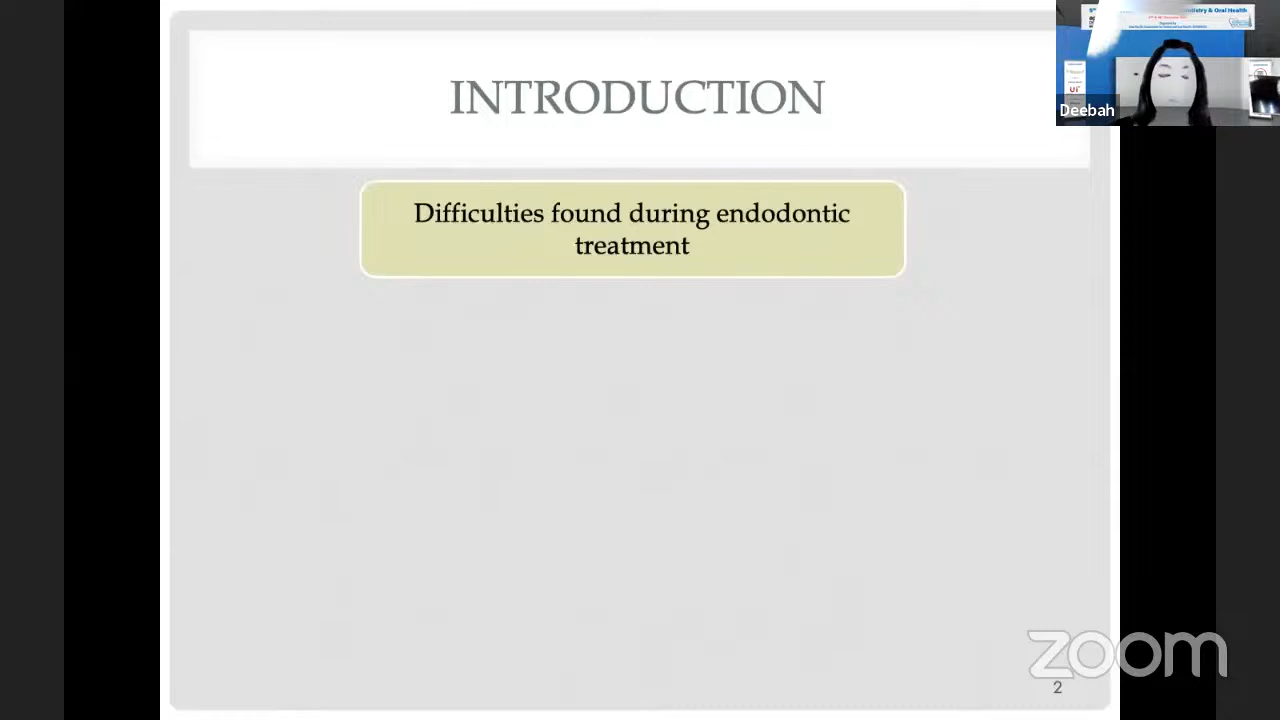 INTRODUCTION
Difficulties found during endodontic
treatment
Deebah
zoom
2